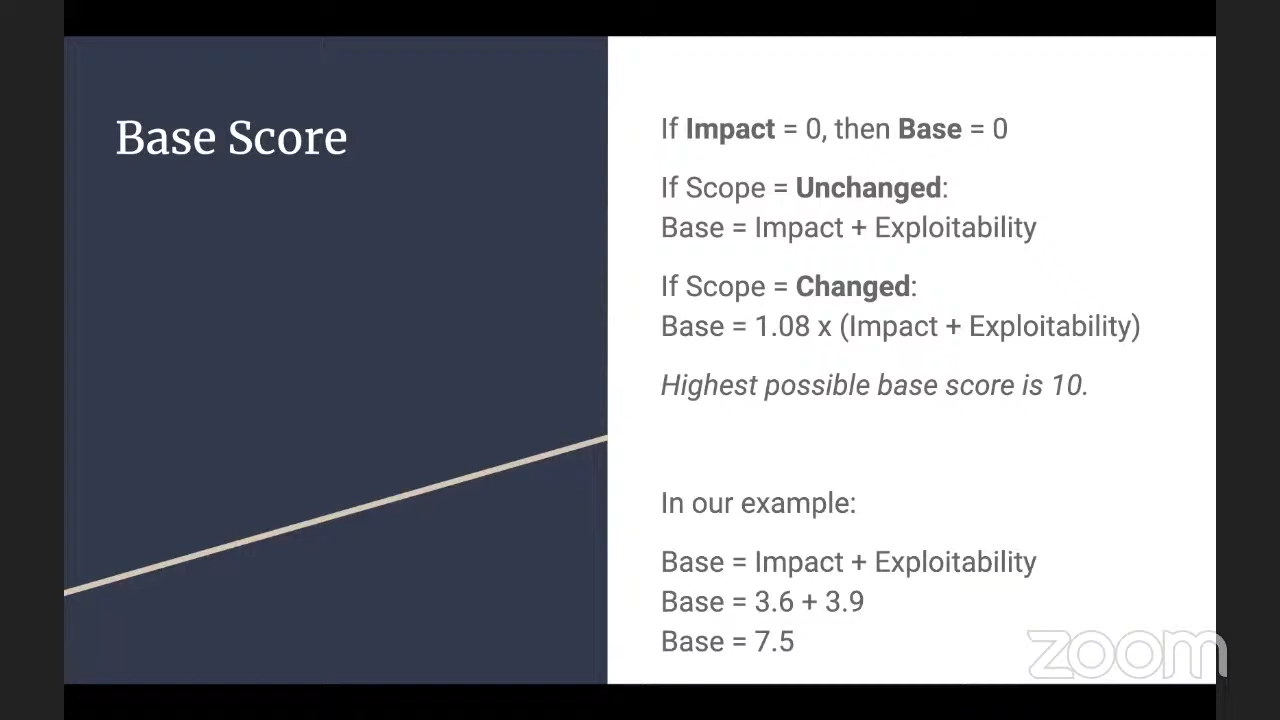 Base Score
If Impact = 0, then Base = 0
If Scope = Unchanged:
Base = Impact + Exploitability
If Scope = Changed:
Base = 1.08 x (Impact + Exploitability)
Highest possible base score is 10.
In our example:
Base = Impact + Exploitability
Base = 3.6 + 3.9
Base = 7.5
zoom